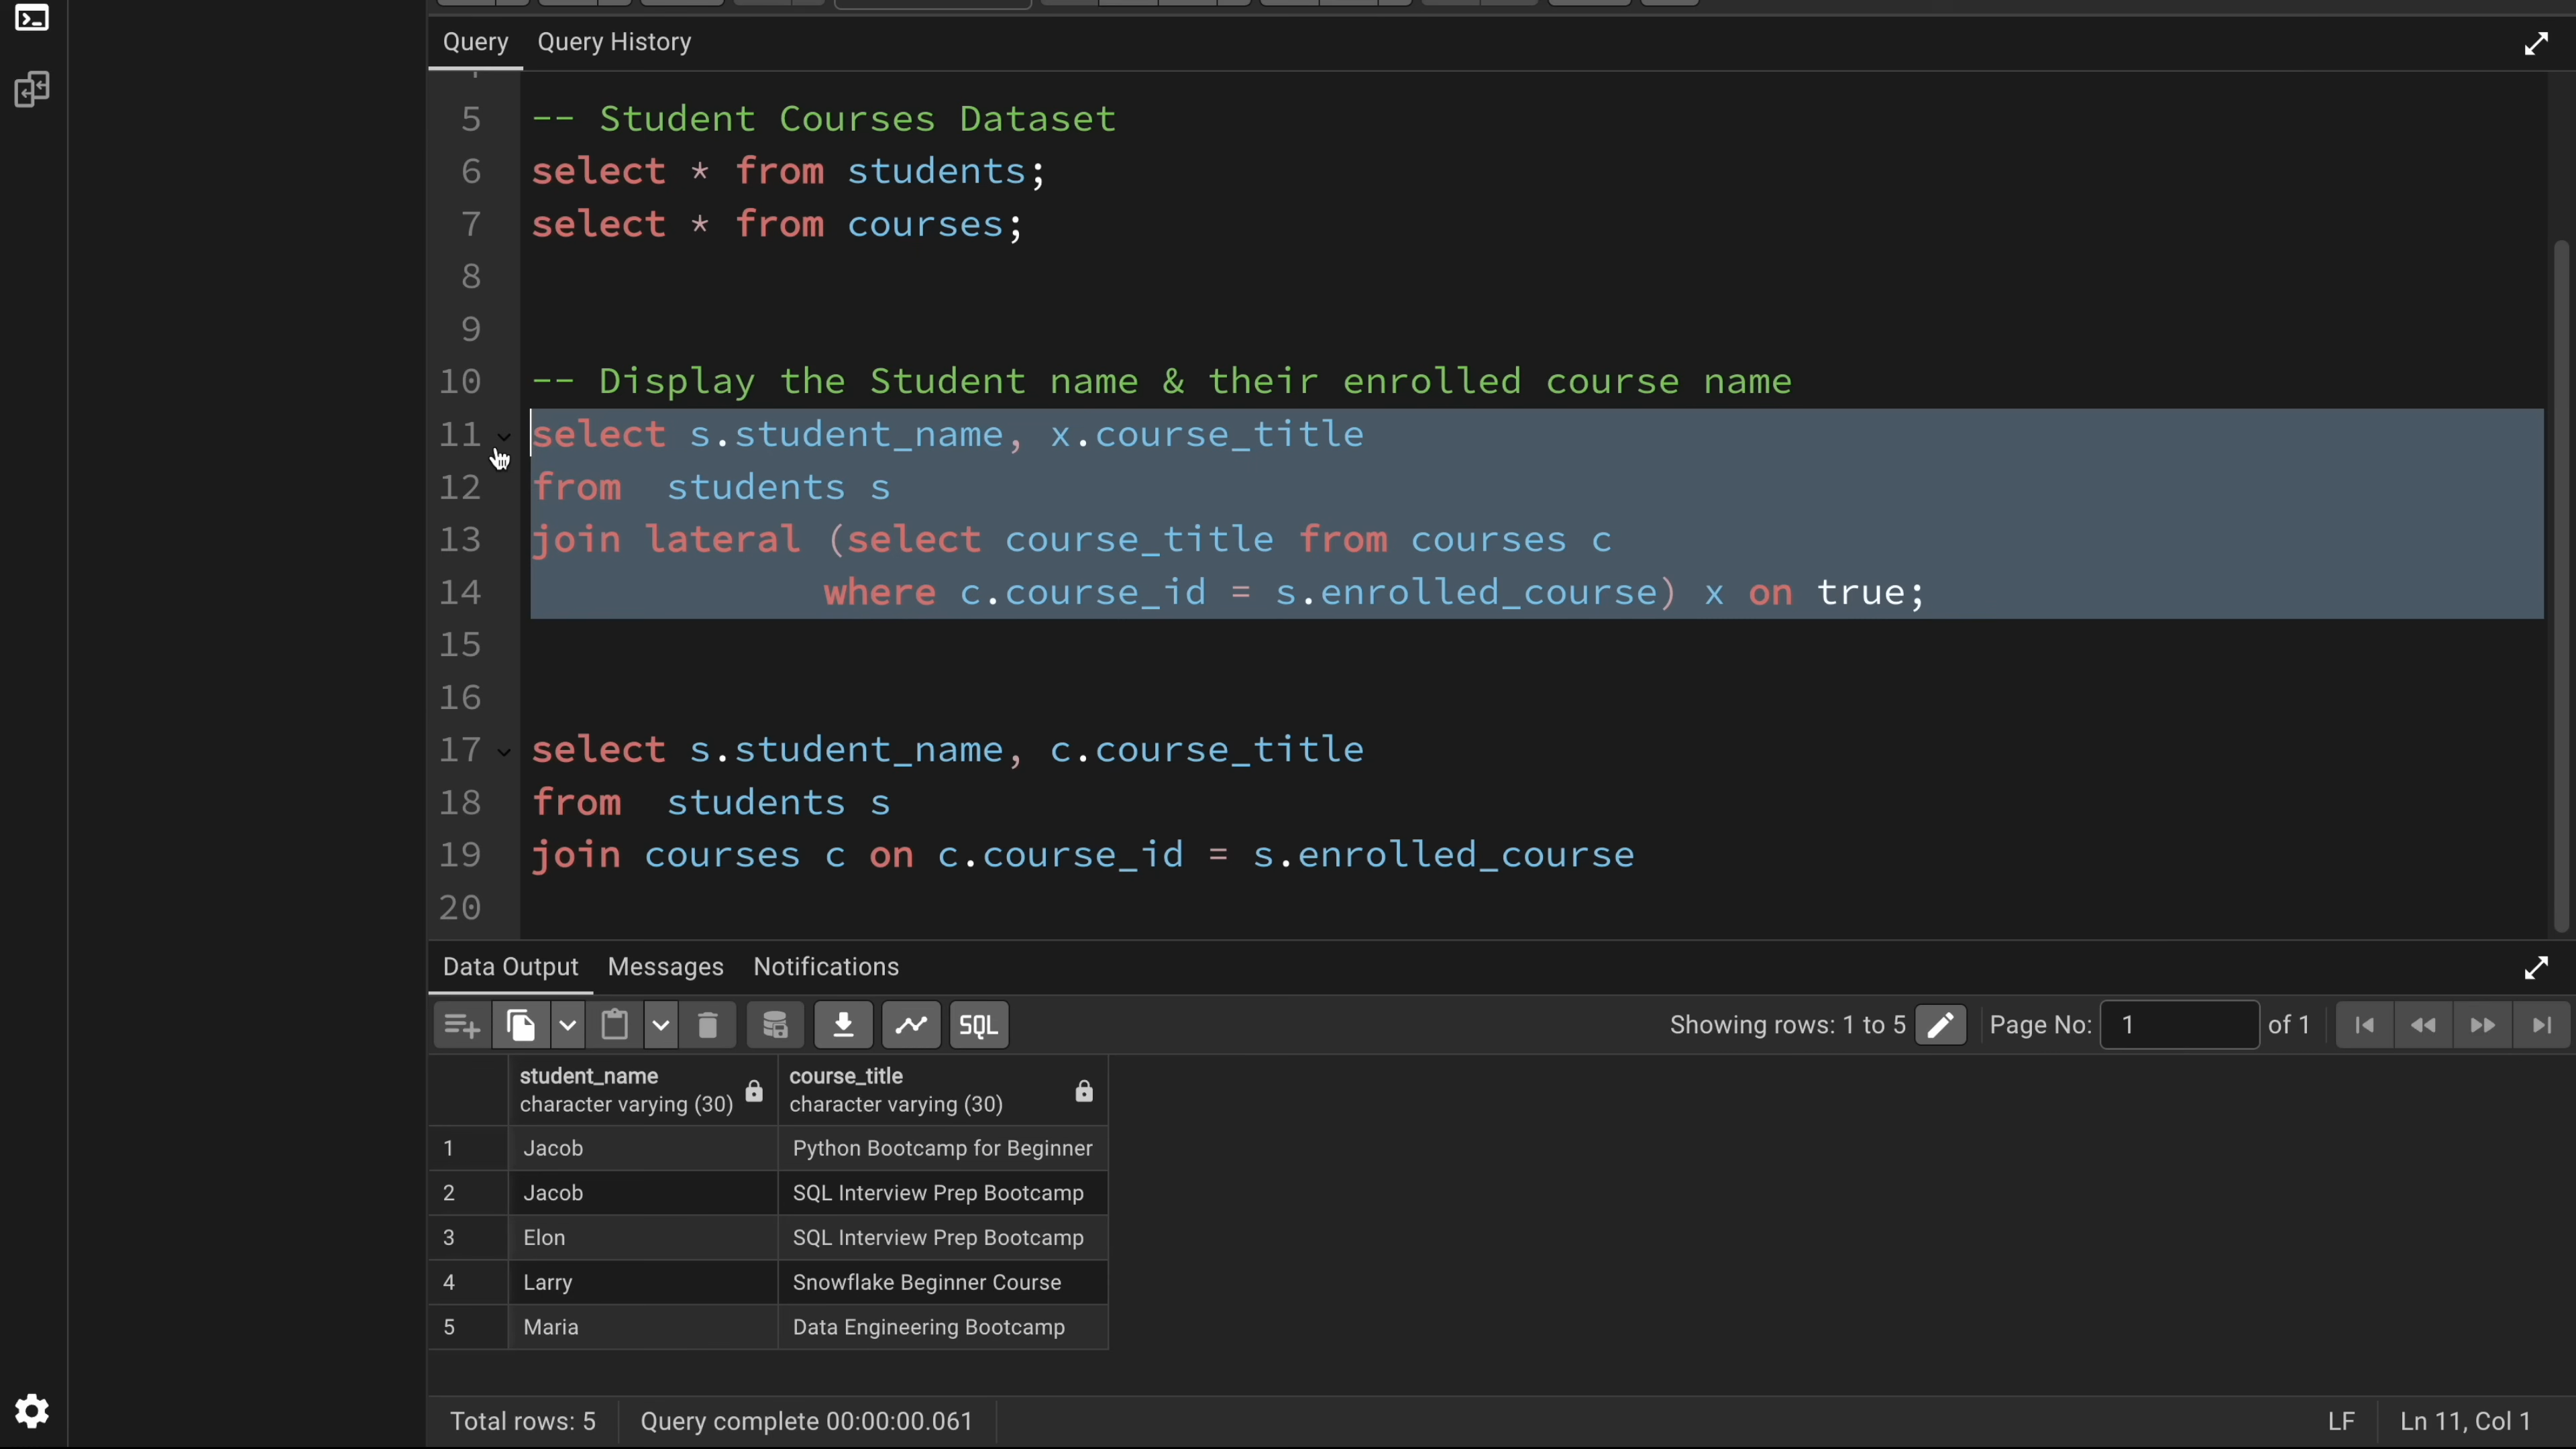 Query Query History
5 -- Student Courses Dataset
6 select * from students;
7 select * from courses;
8
9
10 -- Display the Student name & their enrolled course name
11 select s.student_name, x.course_title
12 from  students s
13 join lateral (select course_title from courses c
14 where c.course_id = s.enrolled_course) x on true;
15
16
17 select s.student_name, c.course_title
18 from  students s
19 join courses c on c.course_id = s.enrolled_course
20
Data Output Messages Notifications
SQL Showing rows: 1 to 5 Page No: 1 of 1
student_name course_title
character varying (30) character varying (30)
1 Jacob Python Bootcamp for Beginner
2 Jacob SQL Interview Prep Bootcamp
3 Elon SQL Interview Prep Bootcamp
4 Larry Snowflake Beginner Course
5 Maria Data Engineering Bootcamp
Total rows: 5 Query complete 00:00:00.061 LF Ln 11, Col 1